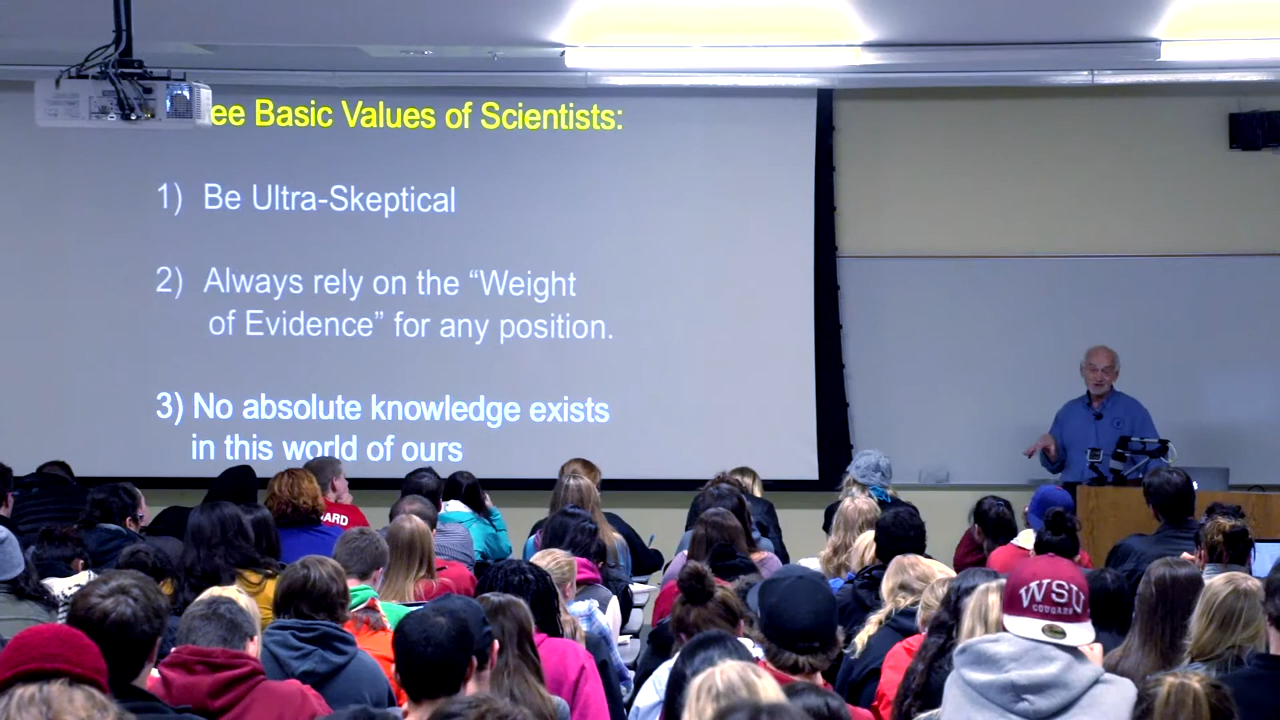 ee Basic Values of Scientists:
1) Be Ultra-Skeptical
2) Always rely on the “Weight
of Evidence” for any position.
3) No absolute knowledge exists
in this world of ours
ARD
WSU
COUGARS